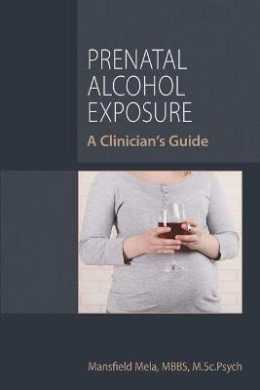 PRENATAL
ALCOHOL
EXPOSURE
A Clinician's Guide
Mansfield Mela, MBBS, M.Sc.Psych